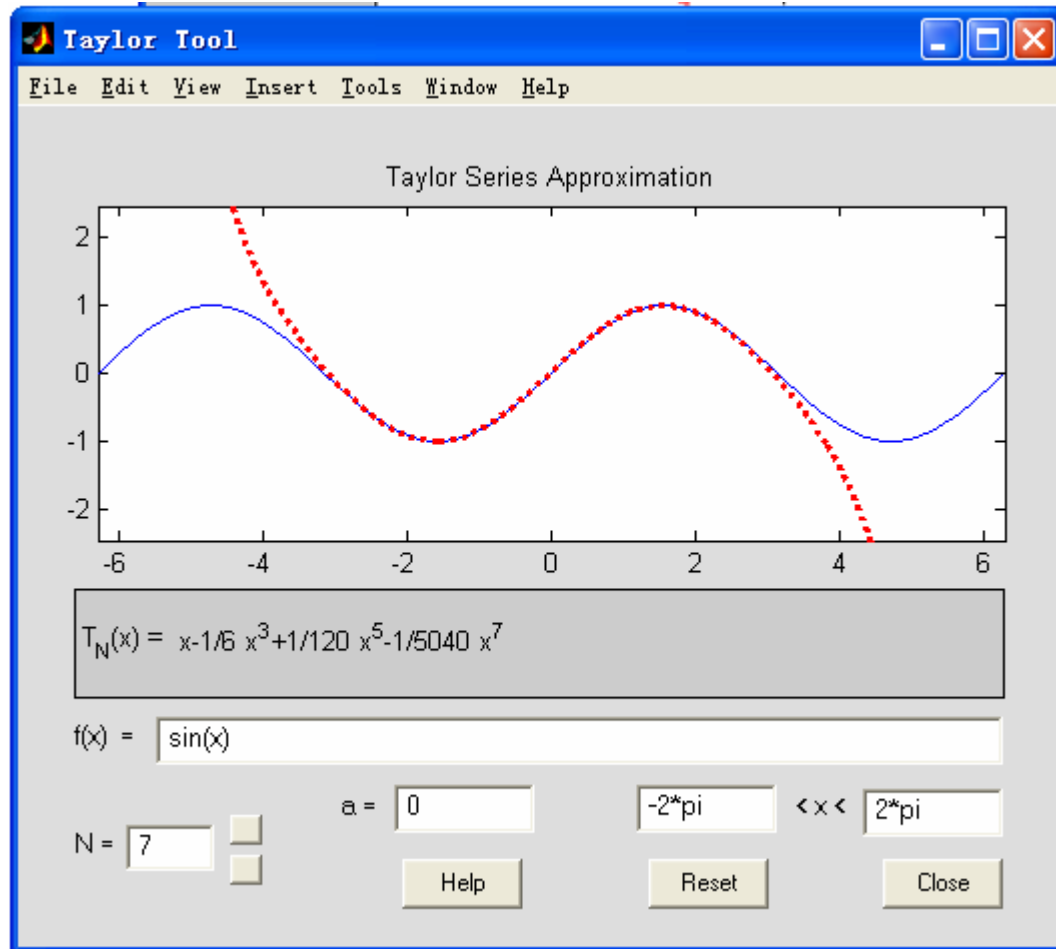 Taylor Tool
File Edit View Insert Tools Window Help
Taylor Series Approximation
2
1
0
-1
-2
-6 -4 -2 0 2 4 6
T_N(x) = x-1/6 x^3+1/120 x^5-1/5040 x^7
f(x) = sin(x)
a = 0 -2*pi < x < 2*pi
N = 7
Help Reset Close